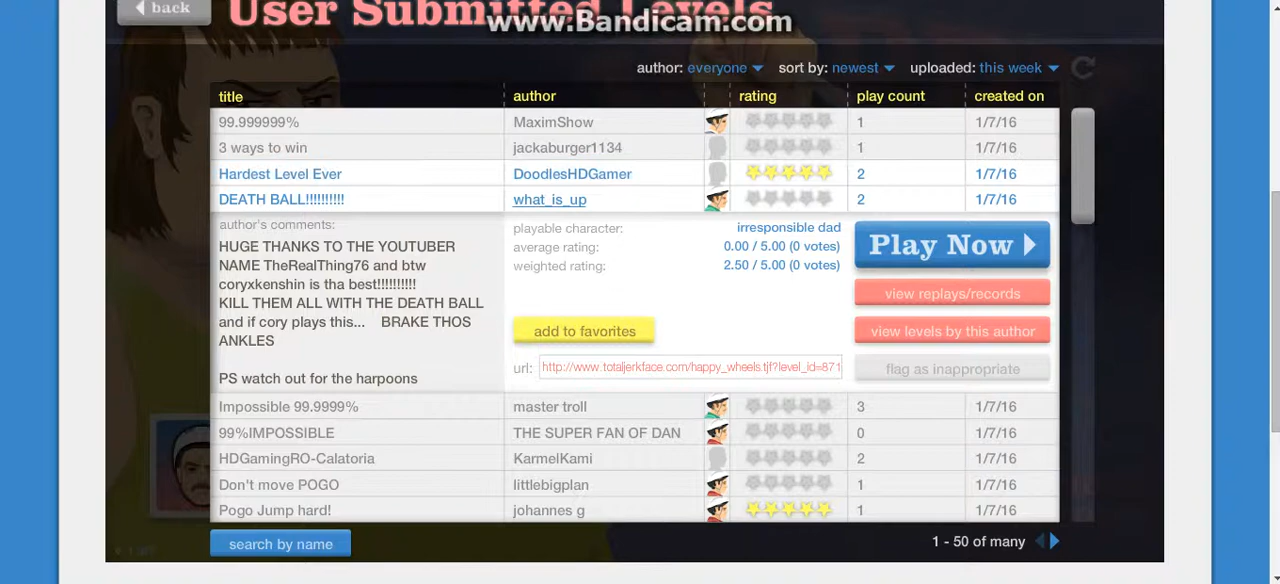 back
User Submitted Levels
www.Bandicam.com
author: everyone sort by: newest uploaded: this week
title author rating play count created on
99.999999% MaximShow 1 1/7/16
3 ways to win jackaburger1134 1 1/7/16
Hardest Level Ever DoodlesHDGamer 2 1/7/16
DEATH BALL!!!!!!!!!! what_is_up 2 1/7/16
author's comments:
HUGE THANKS TO THE YOUTUBER
NAME TheRealThing76 and btw
coryxkenshin is tha best!!!!!!!!!!
KILL THEM ALL WITH THE DEATH BALL
and if cory plays this... BRAKE THOS
ANKLES
PS watch out for the harpoons
playable character: irresponsible dad
average rating: 0.00 / 5.00 (0 votes)
weighted rating: 2.50 / 5.00 (0 votes)
add to favorites
url: http://www.totaljerkface.com/happy_wheels.tjf?level_id=871
Play Now
view replays/records
view levels by this author
flag as inappropriate
Impossible 99.9999% master troll 3 1/7/16
99%IMPOSSIBLE THE SUPER FAN OF DAN 0 1/7/16
HDGamingRO-Calatoria KarmelKami 2 1/7/16
Don't move POGO littlebigplan 1 1/7/16
Pogo Jump hard! johannes g 1 1/7/16
search by name
1 - 50 of many